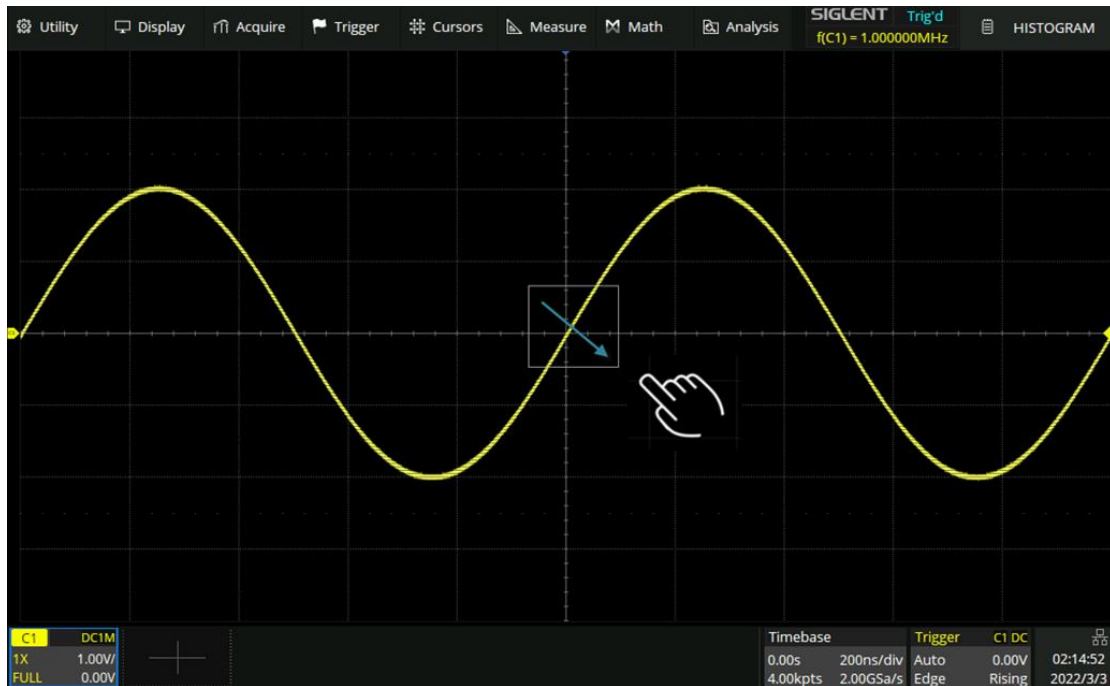 Utility Display Acquire Trigger Cursors Measure Math Analysis SIGLENT Trig'd HISTOGRAM
f(C1) = 1.000000MHz
C1 DC1M
1X 1.00V/
FULL 0.00V
Timebase
0.00s 200ns/div
4.00kpts 2.00GSa/s
Trigger C1 DC
Auto 0.00V
Edge Rising
02:14:52
2022/3/3